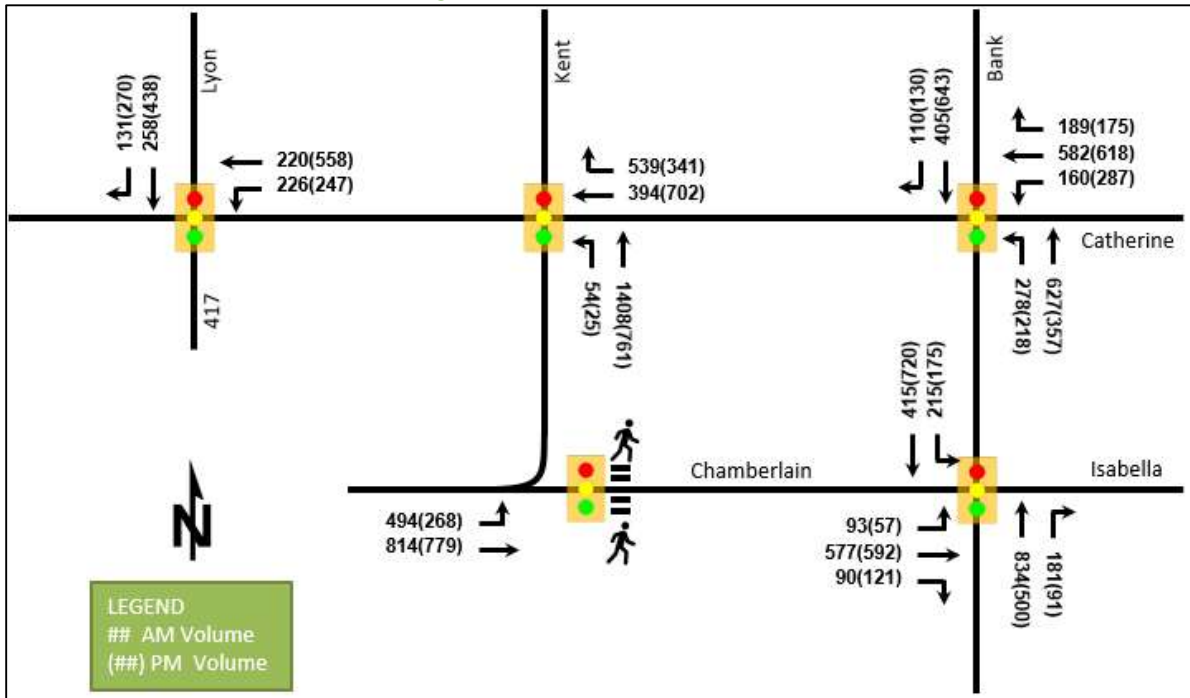 Lyon
Kent
Bank
131(270)
258(438)
220(558)
226(247)
539(341)
394(702)
110(130)
405(643)
189(175)
582(618)
160(287)
Catherine
417
54(25)
1408(761)
278(218)
627(357)
415(720)
215(175)
Chamberlain
Isabella
494(268)
814(779)
93(57)
577(592)
90(121)
834(500)
181(91)
N
LEGEND
## AM Volume
(##) PM Volume